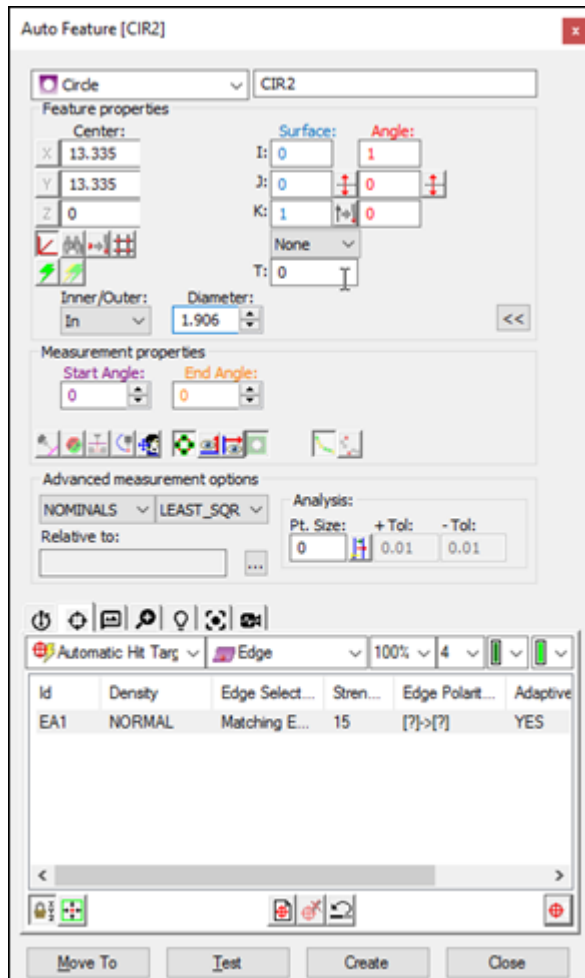 Auto Feature [CIR2]
x
Circle CIR2
Feature properties
Center: Surface: Angle:
X 13.335 I: 0 1
Y 13.335 J: 0 0
Z 0 K: 1 0
None
T: 0
Inner/Outer: Diameter:
In 1.906 <<
Measurement properties
Start Angle: End Angle:
0 0
Advanced measurement options
NOMINALS LEAST_SQR Analysis:
Relative to: Pt. Size: + Tol: - Tol:
... 0 0.01 0.01
Automatic Hit Targ Edge 100% 4
Id Density Edge Select... Stren... Edge Polarit... Adaptive
EA1 NORMAL Matching E... 15 [?]->[?] YES
< >
Move To Test Create Close